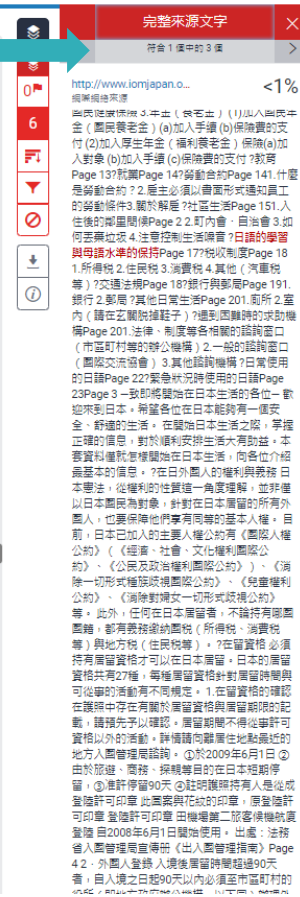 完整來源文字
符合 1 個中的 3 個
http://www.iomjapan.o...
<1%
網際網絡來源
國民健康保險 3.年金（養老金）(1)加入國民年
金（國民養老金）(a)加入手續 (b)保險費的支
付 (2)加入厚生年金（福利養老金）保險(a)加
入對象 (b)加入手續 (c)保險費的支付 ?教育
Page 13?就業Page 14?勞動合約Page 141.什麼
是勞動合約？2.雇主必須以書面形式通知員工
的勞動條件3.關於解雇 ?社區生活Page 151.入
住後的鄰里關係Page 2 2.町內會．自治會 3.如
何丟棄垃圾 4.注意控制生活噪音 ?日語的學習
與母語水準的保持Page 17?稅收制度Page 18
1.所得稅 2.住民稅 3.消費稅 4.其他（ 汽車稅
等）?交通法規Page 18?銀行與郵局Page 191.
銀行 2.郵局 ?其他日常生活Page 201.廁所 2.室
內（ 請在玄關脫掉鞋子）?遇到困難時的求助機
構Page 201.法律、制度等各相關的諮詢窗口
（ 市區町村等的辦公機構 ) 2.一般的諮詢窗口
（ 國際交流協會 ）3.其他諮詢機構 ?日常使用
的日語Page 22?緊急狀況時使用的日語Page
23Page 3 ─致即將開始在日本生活的各位─ 歡
迎來到日本。希望各位在日本能夠有一個安
全、舒適的生活。 在開始日本生活之際，掌握
正確的信息，對於順利安排生活大有助益。本
套資料僅就怎樣開始在日本生活，向各位介紹
最基本的信息。 ?在日外國人的權利與義務 日
本憲法，從權利的性質這一角度理解，並非僅
以日本國民為對象，針對在日本居留的所有外
國人，也要保障他們享有同等的基本人權。 目
前，日本已加入的主要人權公約有《國際人權
公約》（《經濟、社會、文化權利國際公
約》、《公民及政治權利國際公約》）、《消
除一切形式種族歧視國際公約》、《兒童權利
公約》、《消除對婦女一切形式歧視公約》
等。 此外，任何在日本居留者，不論持有哪國
國籍，都有義務繳納國稅（所得稅、消費稅
等）與地方稅（住民稅等）。?在留資格 必須
持有居留資格才可以在日本居留。日本的居留
資格共有27種，每種居留資格針對居留時間與
可從事的活動有不同規定。 1.在留資格的確認
在護照中存在有關於居留資格與居留期限的記
載，請預先予以確認。居留期間不得從事許可
資格以外的活動。詳情請向離居住地點最近的
地方入國管理局諮詢。 ①於2009年6月1日 ②
由於旅遊、商務、探親等目的在日本短期停
留，③准許停留90天 ④註明護照持有人是從成
登陸許可印章 此圖案與花紋的印章，原登陸許
可印章 登陸許可印章 田機場第二旅客候機航廈
登陸 自2008年6月1日開始使用。 出處：法務
省入國管理局宣傳冊《出入國管理指南》Page
4 2．外國人登錄 入境後居留時間超過90天
者，自入境之日起90天以內必須至市區町村的
0
6